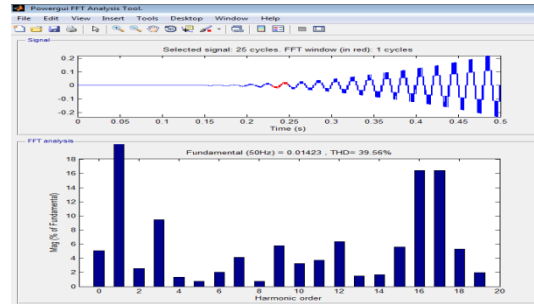 Powergui FFT Analysis Tool.
File Edit View Insert Tools Desktop Window Help
Signal
Selected signal: 25 cycles. FFT window (in red): 1 cycles
0.2
0.1
0
-0.1
-0.2
0 0.05 0.1 0.15 0.2 0.25 0.3 0.35 0.4 0.45 0.5
Time (s)
FFT analysis
Fundamental (50Hz) = 0.01423 , THD= 39.56%
18
16
14
12
10
8
6
4
2
0
Mag (% of Fundamental)
0 2 4 6 8 10 12 14 16 18 20
Harmonic order